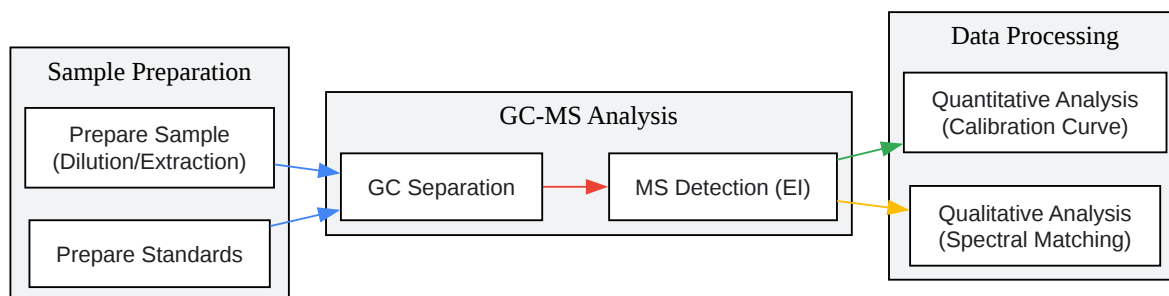 Sample Preparation
Prepare Sample
(Dilution/Extraction)
Prepare Standards
GC-MS Analysis
GC Separation
MS Detection (EI)
Data Processing
Quantitative Analysis
(Calibration Curve)
Qualitative Analysis
(Spectral Matching)